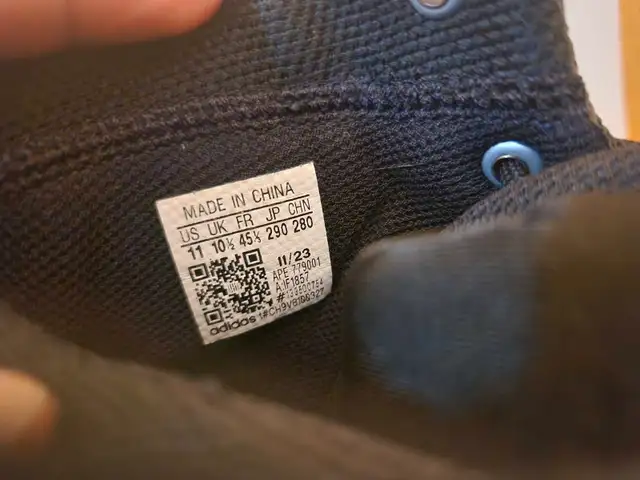 MADE IN CHINA
US UK FR JP CHN
11 10½ 45⅓ 290 280
11/23
APE 779001
adidas